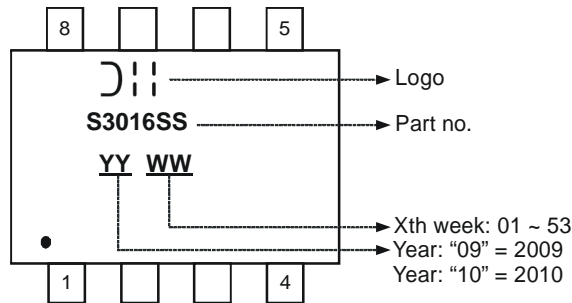 8 5
Logo
S3016SS
Part no.
YY WW
Xth week: 01 ~ 53
Year: “09” = 2009
Year: “10” = 2010
1 4